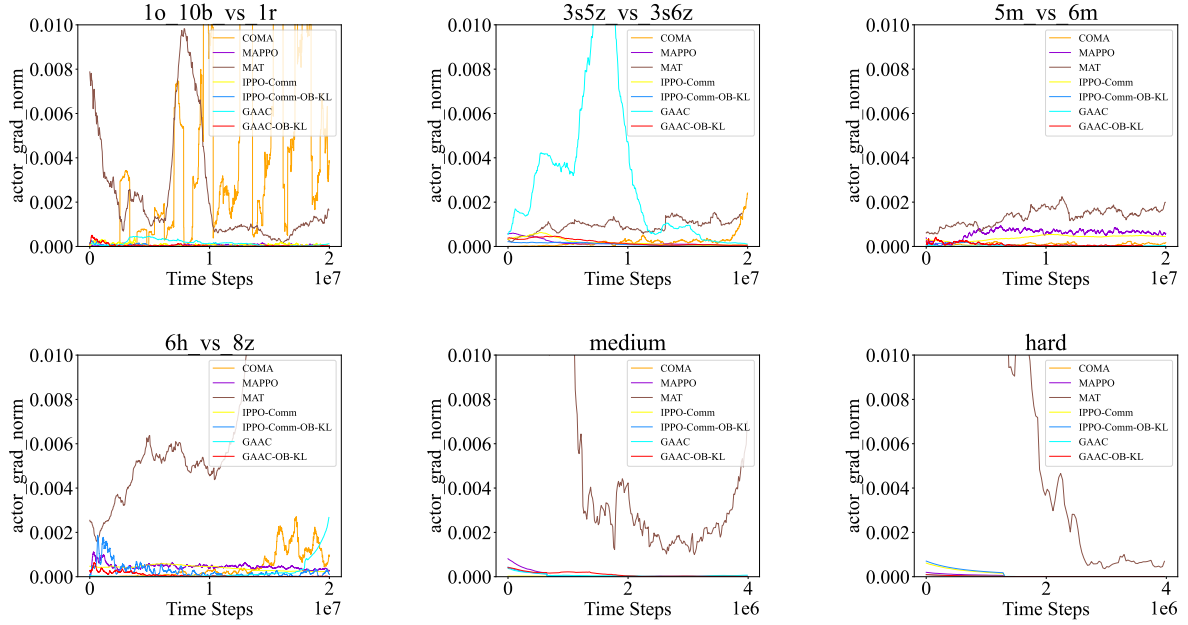 1o_10b_vs_1r
actor_grad_norm
0.010
0.008
0.006
0.004
0.002
0.000
COMA
MAPPO
MAT
IPPO-Comm
IPPO-Comm-OB-KL
GAAC
GAAC-OB-KL
0
1
2
Time Steps
1e7
3s5z_vs_3s6z
actor_grad_norm
0.010
0.008
0.006
0.004
0.002
0.000
COMA
MAPPO
MAT
IPPO-Comm
IPPO-Comm-OB-KL
GAAC
GAAC-OB-KL
0
1
2
Time Steps
1e7
5m_vs_6m
actor_grad_norm
0.010
0.008
0.006
0.004
0.002
0.000
COMA
MAPPO
MAT
IPPO-Comm
IPPO-Comm-OB-KL
GAAC
GAAC-OB-KL
0
1
2
Time Steps
1e7
6h_vs_8z
actor_grad_norm
0.010
0.008
0.006
0.004
0.002
0.000
COMA
MAPPO
MAT
IPPO-Comm
IPPO-Comm-OB-KL
GAAC
GAAC-OB-KL
0
1
2
Time Steps
1e7
medium
actor_grad_norm
0.010
0.008
0.006
0.004
0.002
0.000
COMA
MAPPO
MAT
IPPO-Comm
IPPO-Comm-OB-KL
GAAC
GAAC-OB-KL
0
2
4
Time Steps
1e6
hard
actor_grad_norm
0.010
0.008
0.006
0.004
0.002
0.000
COMA
MAPPO
MAT
IPPO-Comm
IPPO-Comm-OB-KL
GAAC
GAAC-OB-KL
0
2
4
Time Steps
1e6